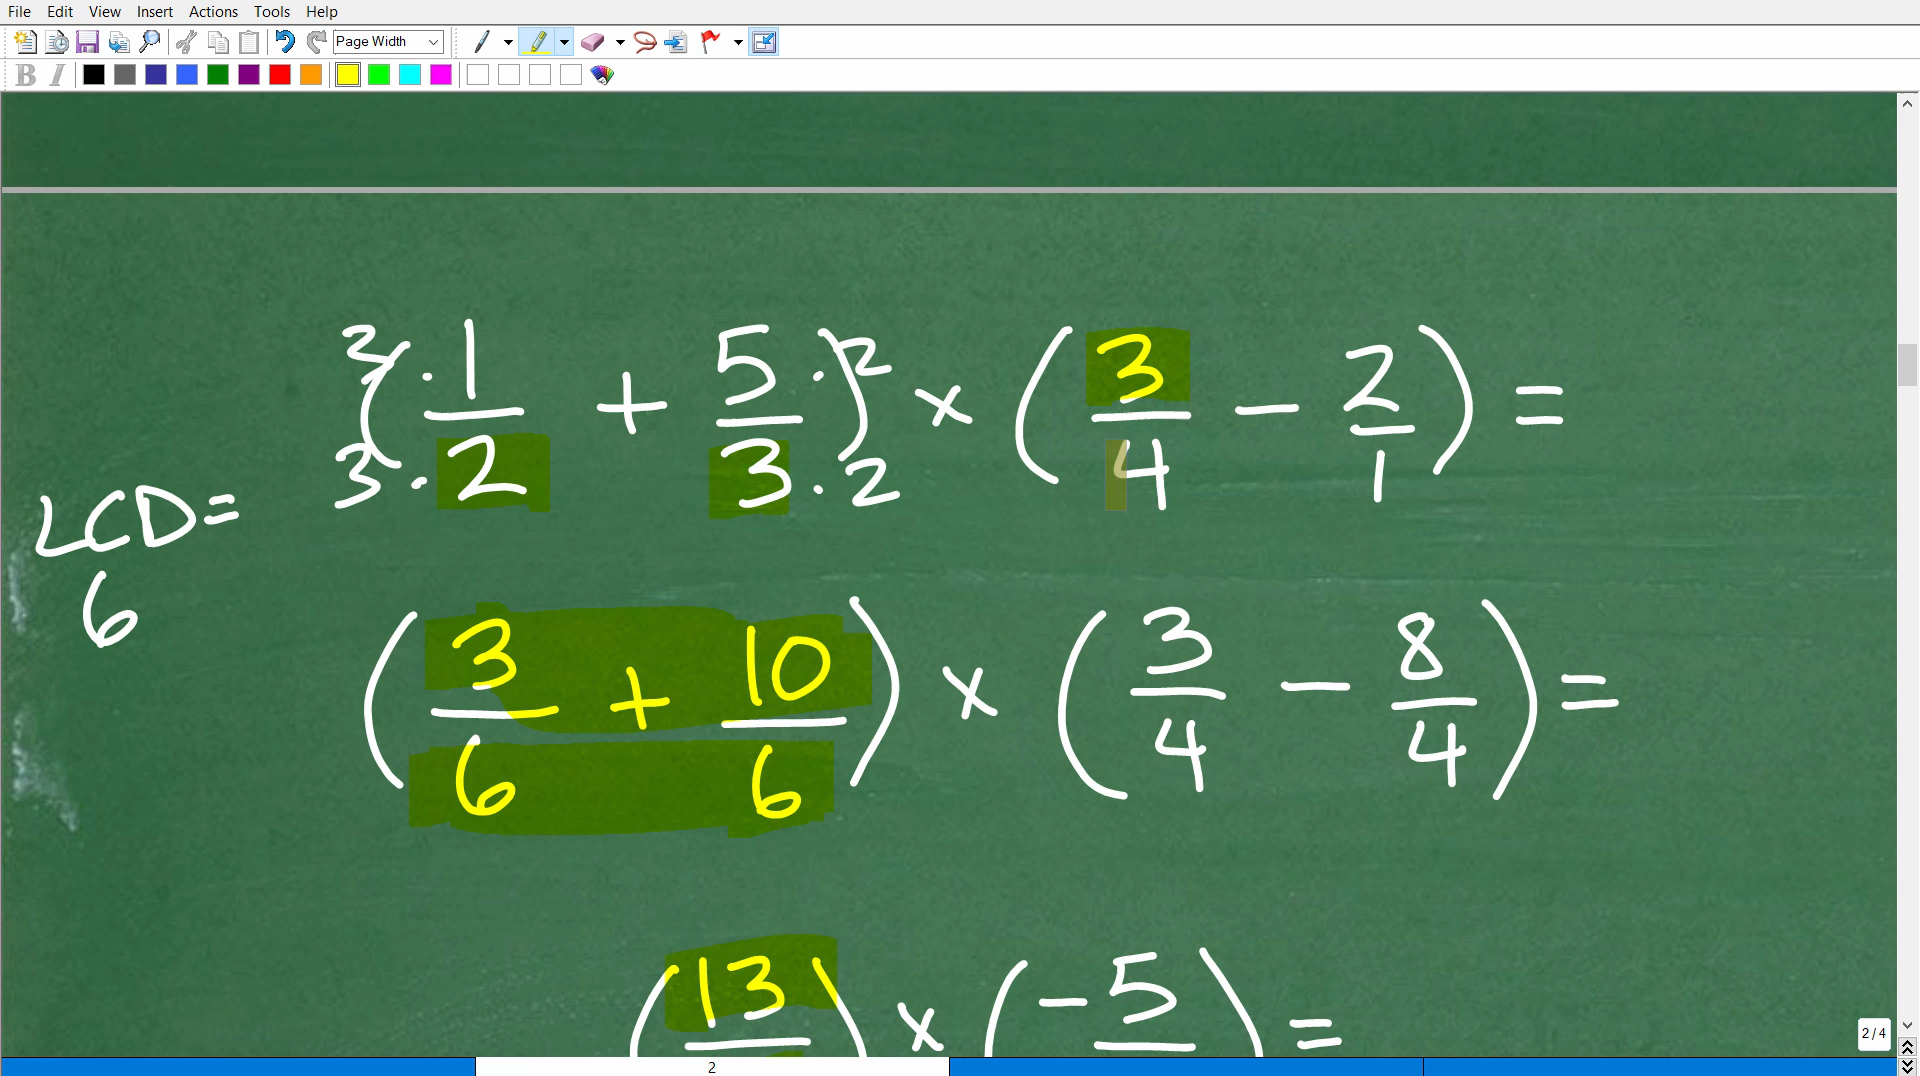 File Edit View Insert Actions Tools Help
Page Width
B I
(3·1/3·2 + 5·2/3·2) × (3/4 − 2/1) =
LCD=
6
(3/6 + 10/6) × (3/4 − 8/4) =
(13) × (−5) =
2 / 4
2